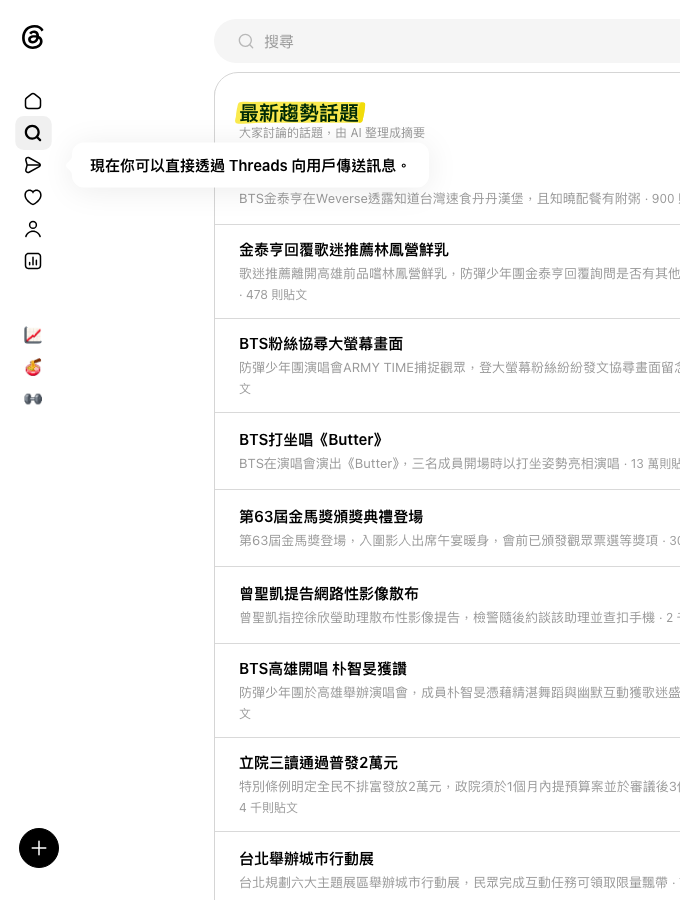 搜尋
最新趨勢話題
大家討論的話題，由 AI 整理成摘要
現在你可以直接透過 Threads 向用戶傳送訊息。
BTS金泰亨在Weverse透露知道台灣速食丹丹漢堡，且知曉配餐有附粥 · 900
金泰亨回覆歌迷推薦林鳳營鮮乳
歌迷推薦離開高雄前品嚐林鳳營鮮乳，防彈少年團金泰亨回覆詢問是否有其他
· 478 則貼文
BTS粉絲協尋大螢幕畫面
防彈少年團演唱會ARMY TIME捕捉觀眾，登大螢幕粉絲紛紛發文協尋畫面留念
文
BTS打坐唱《Butter》
BTS在演唱會演出《Butter》，三名成員開場時以打坐姿勢亮相演唱 · 13 萬則貼
第63屆金馬獎頒獎典禮登場
第63屆金馬獎登場，入圍影人出席午宴暖身，會前已頒發觀眾票選等獎項 · 30
曾聖凱提告網路性影像散布
曾聖凱指控徐欣瑩助理散布性影像提告，檢警隨後約談該助理並查扣手機 · 2
BTS高雄開唱 朴智旻獲讚
防彈少年團於高雄舉辦演唱會，成員朴智旻憑藉精湛舞蹈與幽默互動獲歌迷盛
文
立院三讀通過普發2萬元
特別條例明定全民不排富發放2萬元，政院須於1個月內提預算案並於審議後3
4 千則貼文
台北舉辦城市行動展
台北規劃六大主題展區舉辦城市行動展，民眾完成互動任務可領取限量飄帶 ·